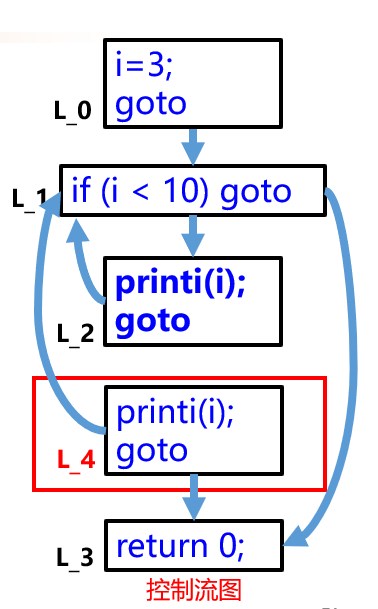 i=3;
goto
L_0
if (i < 10) goto
L_1
printi(i);
goto
L_2
printi(i);
goto
L_4
return 0;
L_3
控制流图